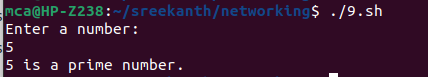 mca@HP-Z238:~/sreekanth/networking$ ./9.sh
Enter a number:
5
5 is a prime number.